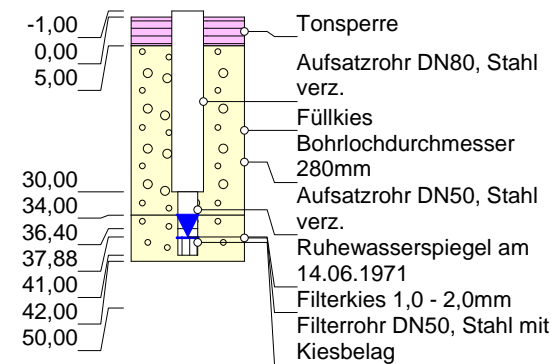 -1,00
0,00
5,00
30,00
34,00
36,40
37,88
41,00
42,00
50,00
Tonsperre
Aufsatzrohr DN80, Stahl
verz.
Füllkies
Bohrlochdurchmesser
280mm
Aufsatzrohr DN50, Stahl
verz.
Ruhewasserspiegel am
14.06.1971
Filterkies 1,0 - 2,0mm
Filterrohr DN50, Stahl mit
Kiesbelag